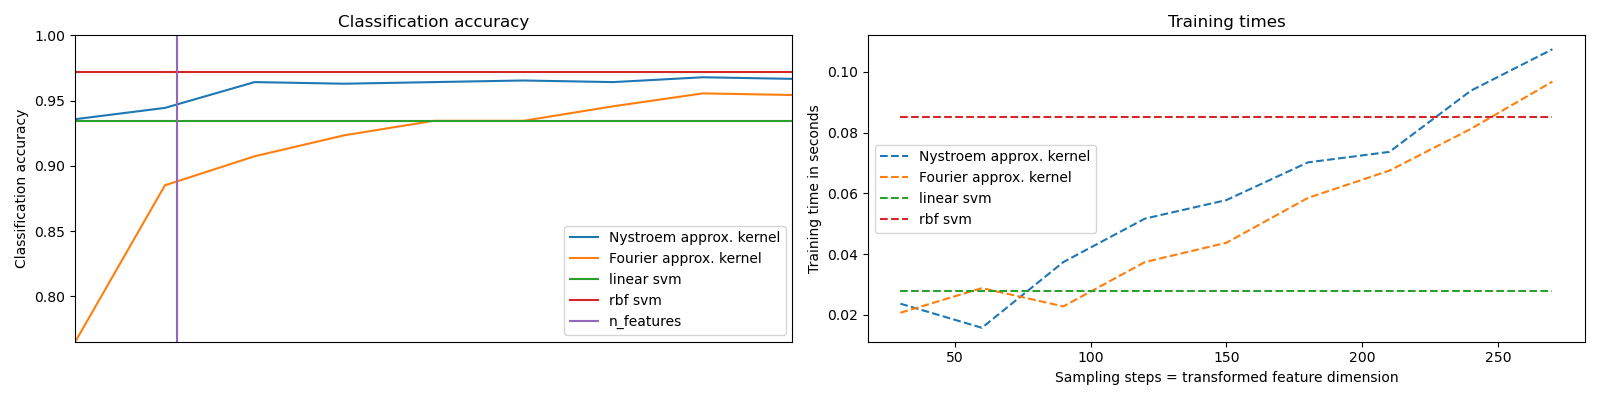 Classification accuracy
Classification accuracy
1.00
0.95
0.90
0.85
0.80
Nystroem approx. kernel
Fourier approx. kernel
linear svm
rbf svm
n_features
Training times
Training time in seconds
0.10
0.08
0.06
0.04
0.02
Nystroem approx. kernel
Fourier approx. kernel
linear svm
rbf svm
50 100 150 200 250
Sampling steps = transformed feature dimension